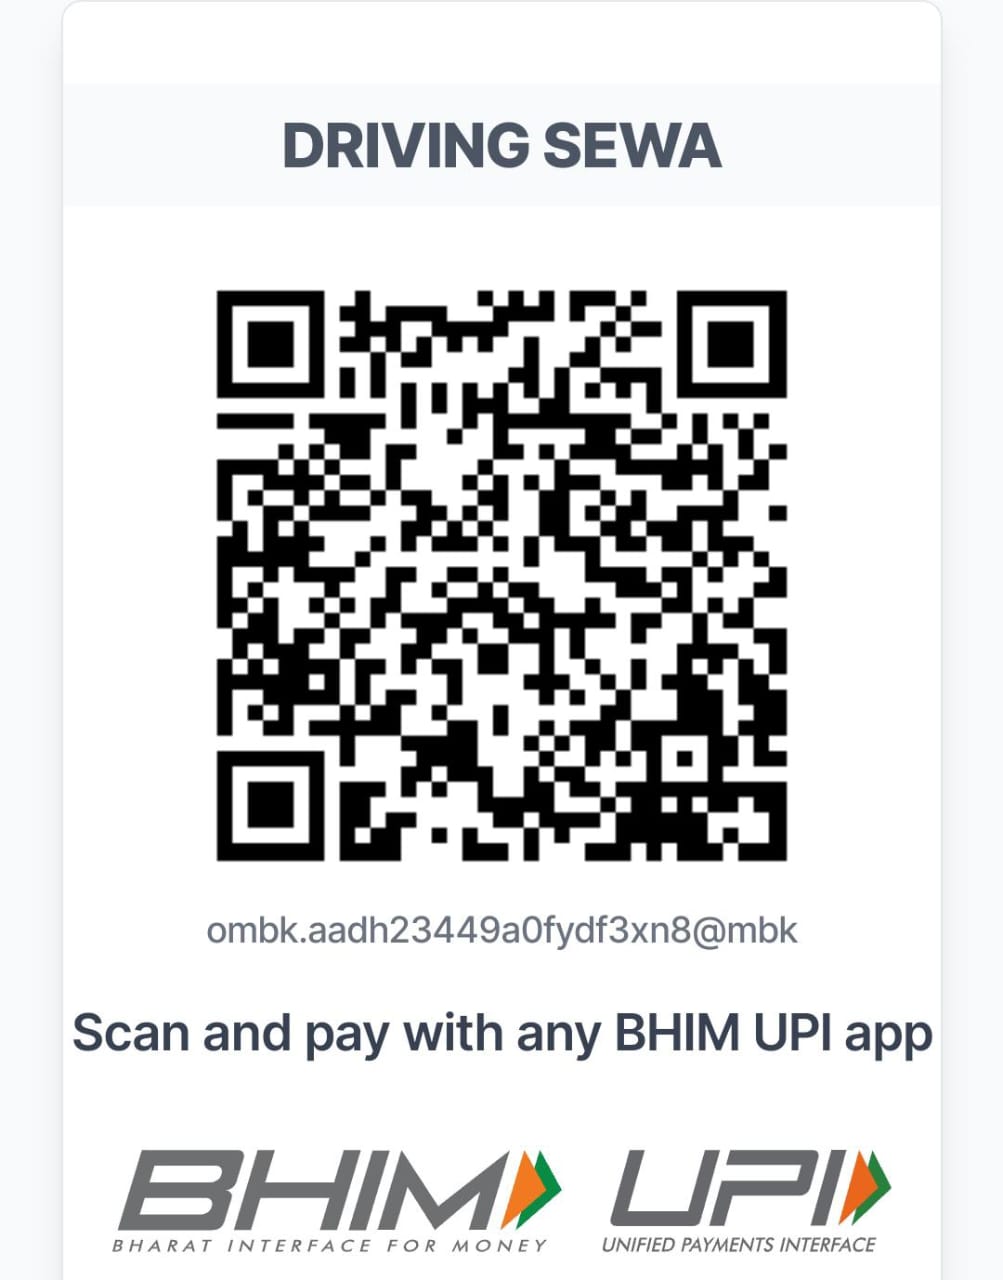 DRIVING SEWA
ombk.aadh23449a0fydf3xn8@mbk
Scan and pay with any BHIM UPI app
BHIM UPI
BHARAT INTERFACE FOR MONEY UNIFIED PAYMENTS INTERFACE